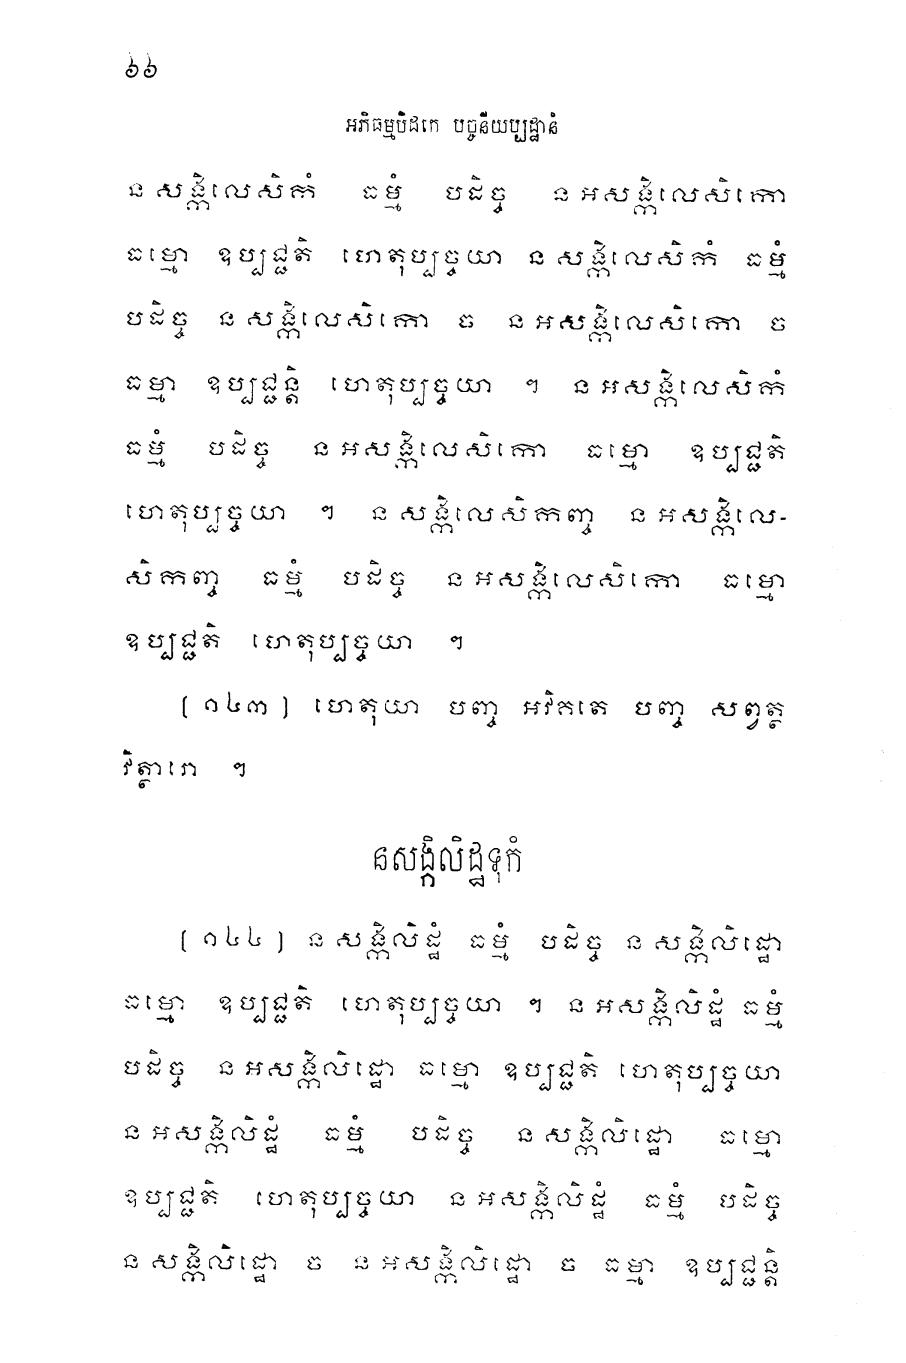 ៦៦
អភិធម្មបិដកេ បច្ចនីយប្បដ្ឋានំ
ន សង្កិលេសិកំ ធម្មំ បដិច្ច ន អសង្កិលេសិកោ
ធម្មោ ឧប្បជ្ជតិ ហេតុប្បច្ចយា ន សង្កិលេសិកំ ធម្មំ
បដិច្ច ន សង្កិលេសិកោ ច ន អសង្កិលេសិកោ ច
ធម្មា ឧប្បជ្ជន្តិ ហេតុប្បច្ចយា ។ ន អសង្កិលេសិកំ
ធម្មំ បដិច្ច ន អសង្កិលេសិកោ ធម្មោ ឧប្បជ្ជតិ
ហេតុប្បច្ចយា ។ ន សង្កិលេសិកញ្ច ន អសង្កិលេ-
សិកញ្ច ធម្មំ បដិច្ច ន អសង្កិលេសិកោ ធម្មោ
ឧប្បជ្ជតិ ហេតុប្បច្ចយា ។
(១៤៣) ហេតុយា បញ្ច អវិគតេ បញ្ច សព្វត្ថ
វិត្ថារោ ។
នសង្កិលិដ្ឋទុកំ
(១៤៤) ន សង្កិលិដ្ឋំ ធម្មំ បដិច្ច ន សង្កិលិដ្ឋោ
ធម្មោ ឧប្បជ្ជតិ ហេតុប្បច្ចយា ។ ន អសង្កិលិដ្ឋំ ធម្មំ
បដិច្ច ន អសង្កិលិដ្ឋោ ធម្មោ ឧប្បជ្ជតិ ហេតុប្បច្ចយា
ន អសង្កិលិដ្ឋំ ធម្មំ បដិច្ច ន សង្កិលិដ្ឋោ ធម្មោ
ឧប្បជ្ជតិ ហេតុប្បច្ចយា ន អសង្កិលិដ្ឋំ ធម្មំ បដិច្ច
ន សង្កិលិដ្ឋោ ច ន អសង្កិលិដ្ឋោ ច ធម្មា ឧប្បជ្ជន្តិ